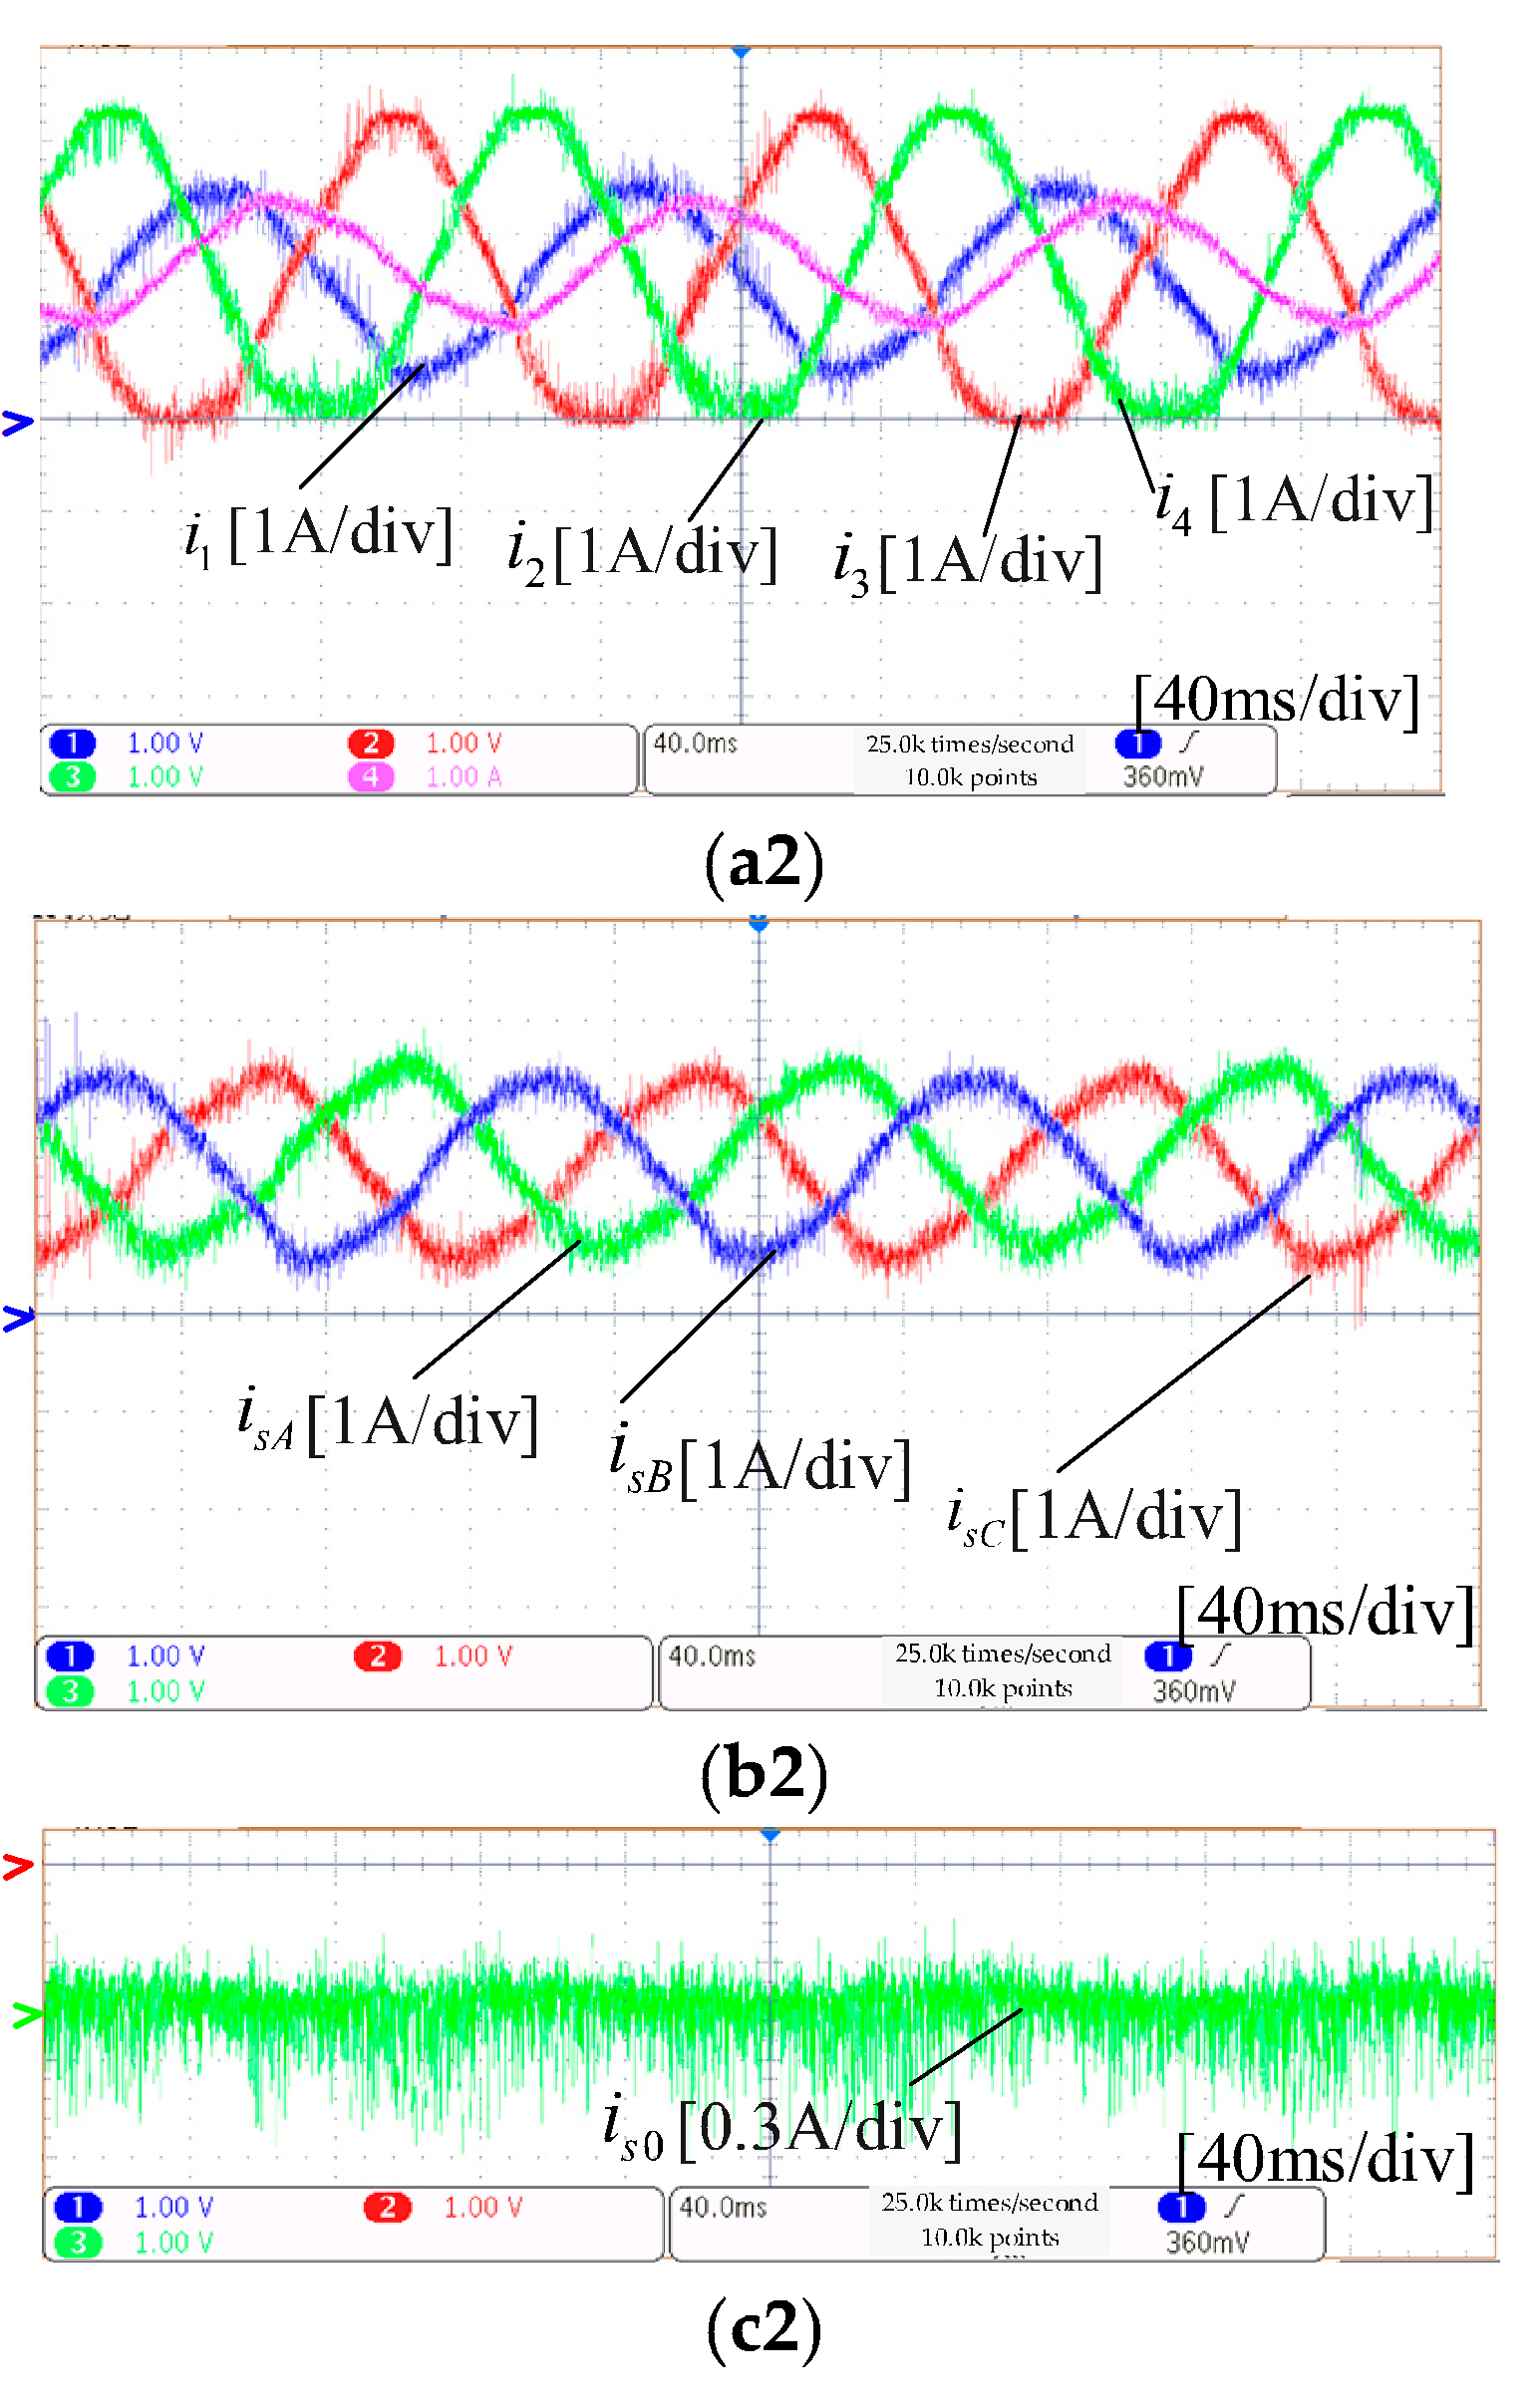 i1 [1A/div]
i2 [1A/div]
i3 [1A/div]
i4 [1A/div]
[40ms/div]
1 1.00 V 2 1.00 V 40.0ms 25.0k times/second 1
3 1.00 V 4 1.00 A 10.0k points 360mV
(a2)
isA [1A/div]
isB [1A/div]
isC [1A/div]
[40ms/div]
1 1.00 V 2 1.00 V 40.0ms 25.0k times/second 1
3 1.00 V 10.0k points 360mV
(b2)
is0 [0.3A/div]
[40ms/div]
1 1.00 V 2 1.00 V 40.0ms 25.0k times/second 1
3 1.00 V 10.0k points 360mV
(c2)